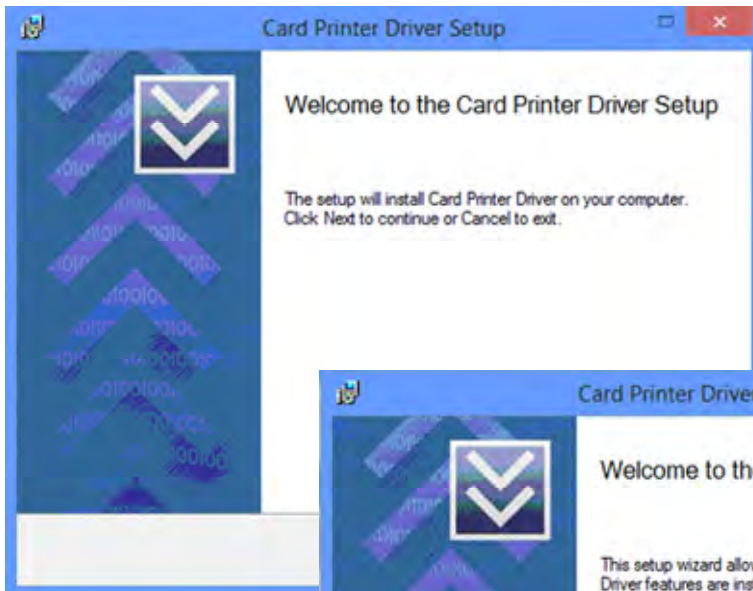 Card Printer Driver Setup
Welcome to the Card Printer Driver Setup
The setup will install Card Printer Driver on your computer.
Click Next to continue or Cancel to exit.
Card Printer Drive
Welcome to th
This setup wizard allow
Driver features are ins